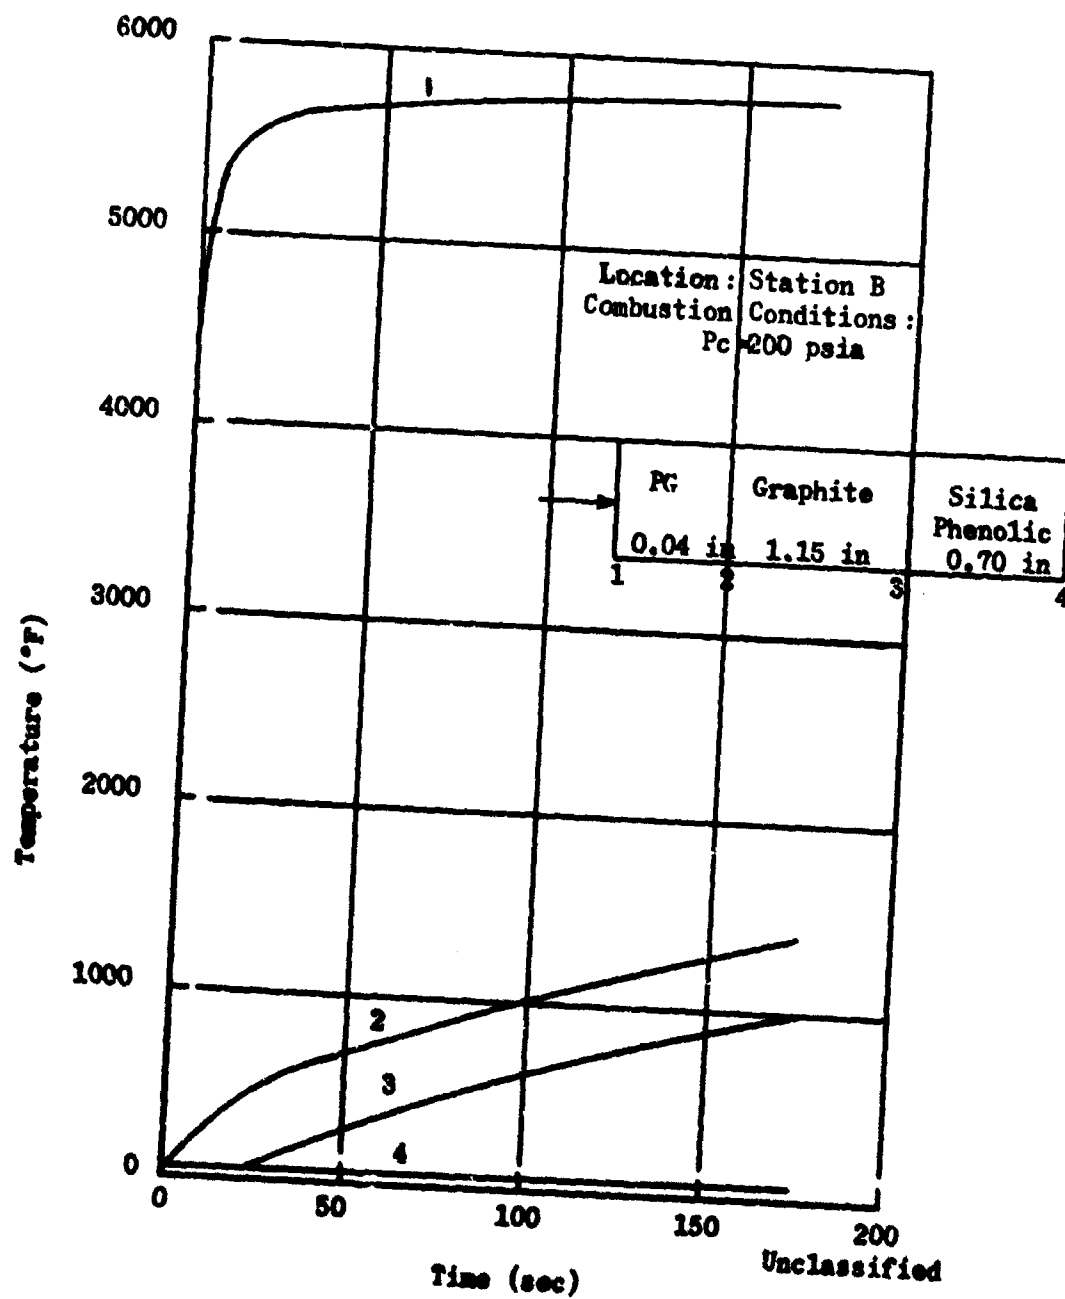 6000
1
5000
Location: Station B
Combustion Conditions:
Pc=200 psia
4000
PG Graphite Silica
Phenolic
0.04 in 1.15 in 0.70 in
1 2 3 4
3000
Temperature (°F)
2000
1000
2
3
4
0
0 50 100 150 200
Time (sec)
Unclassified